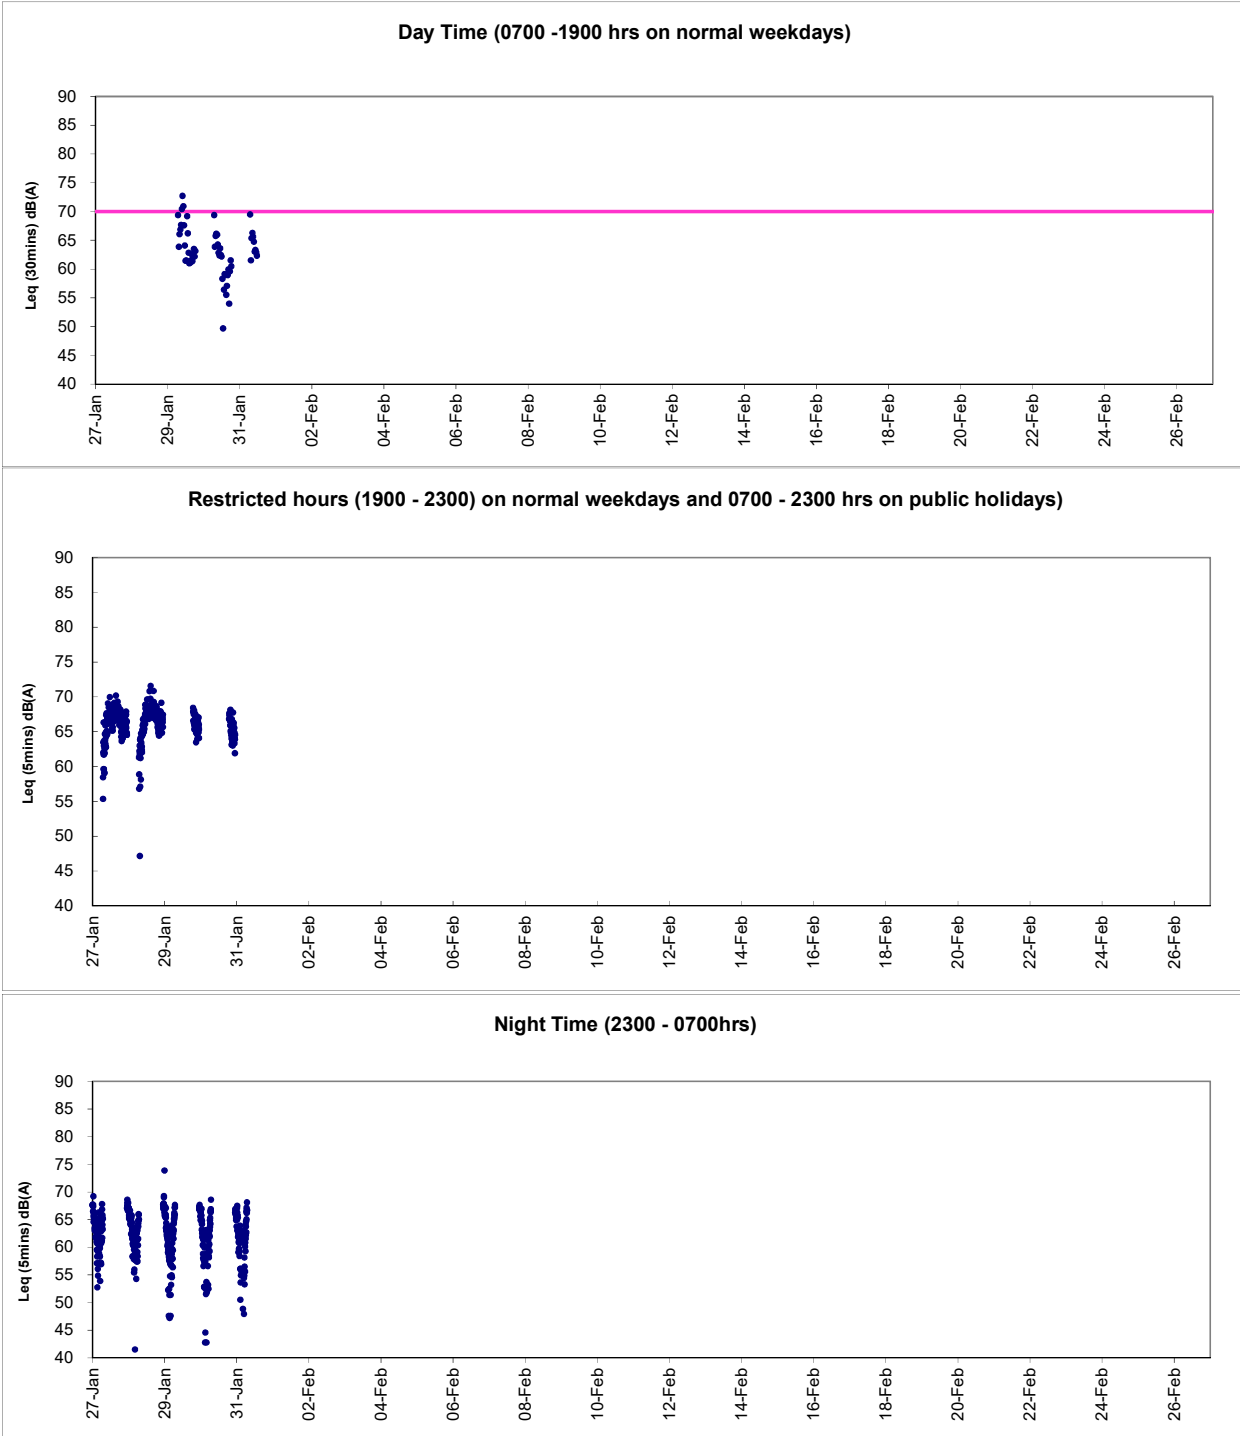 Day Time (0700 -1900 hrs on normal weekdays)
Leq (30mins) dB(A)
90
85
80
75
70
65
60
55
50
45
40
27-Jan
29-Jan
31-Jan
02-Feb
04-Feb
06-Feb
08-Feb
10-Feb
12-Feb
14-Feb
16-Feb
18-Feb
20-Feb
22-Feb
24-Feb
26-Feb
Restricted hours (1900 - 2300) on normal weekdays and 0700 - 2300 hrs on public holidays)
Leq (5mins) dB(A)
90
85
80
75
70
65
60
55
50
45
40
27-Jan
29-Jan
31-Jan
02-Feb
04-Feb
06-Feb
08-Feb
10-Feb
12-Feb
14-Feb
16-Feb
18-Feb
20-Feb
22-Feb
24-Feb
26-Feb
Night Time (2300 - 0700hrs)
Leq (5mins) dB(A)
90
85
80
75
70
65
60
55
50
45
40
27-Jan
29-Jan
31-Jan
02-Feb
04-Feb
06-Feb
08-Feb
10-Feb
12-Feb
14-Feb
16-Feb
18-Feb
20-Feb
22-Feb
24-Feb
26-Feb